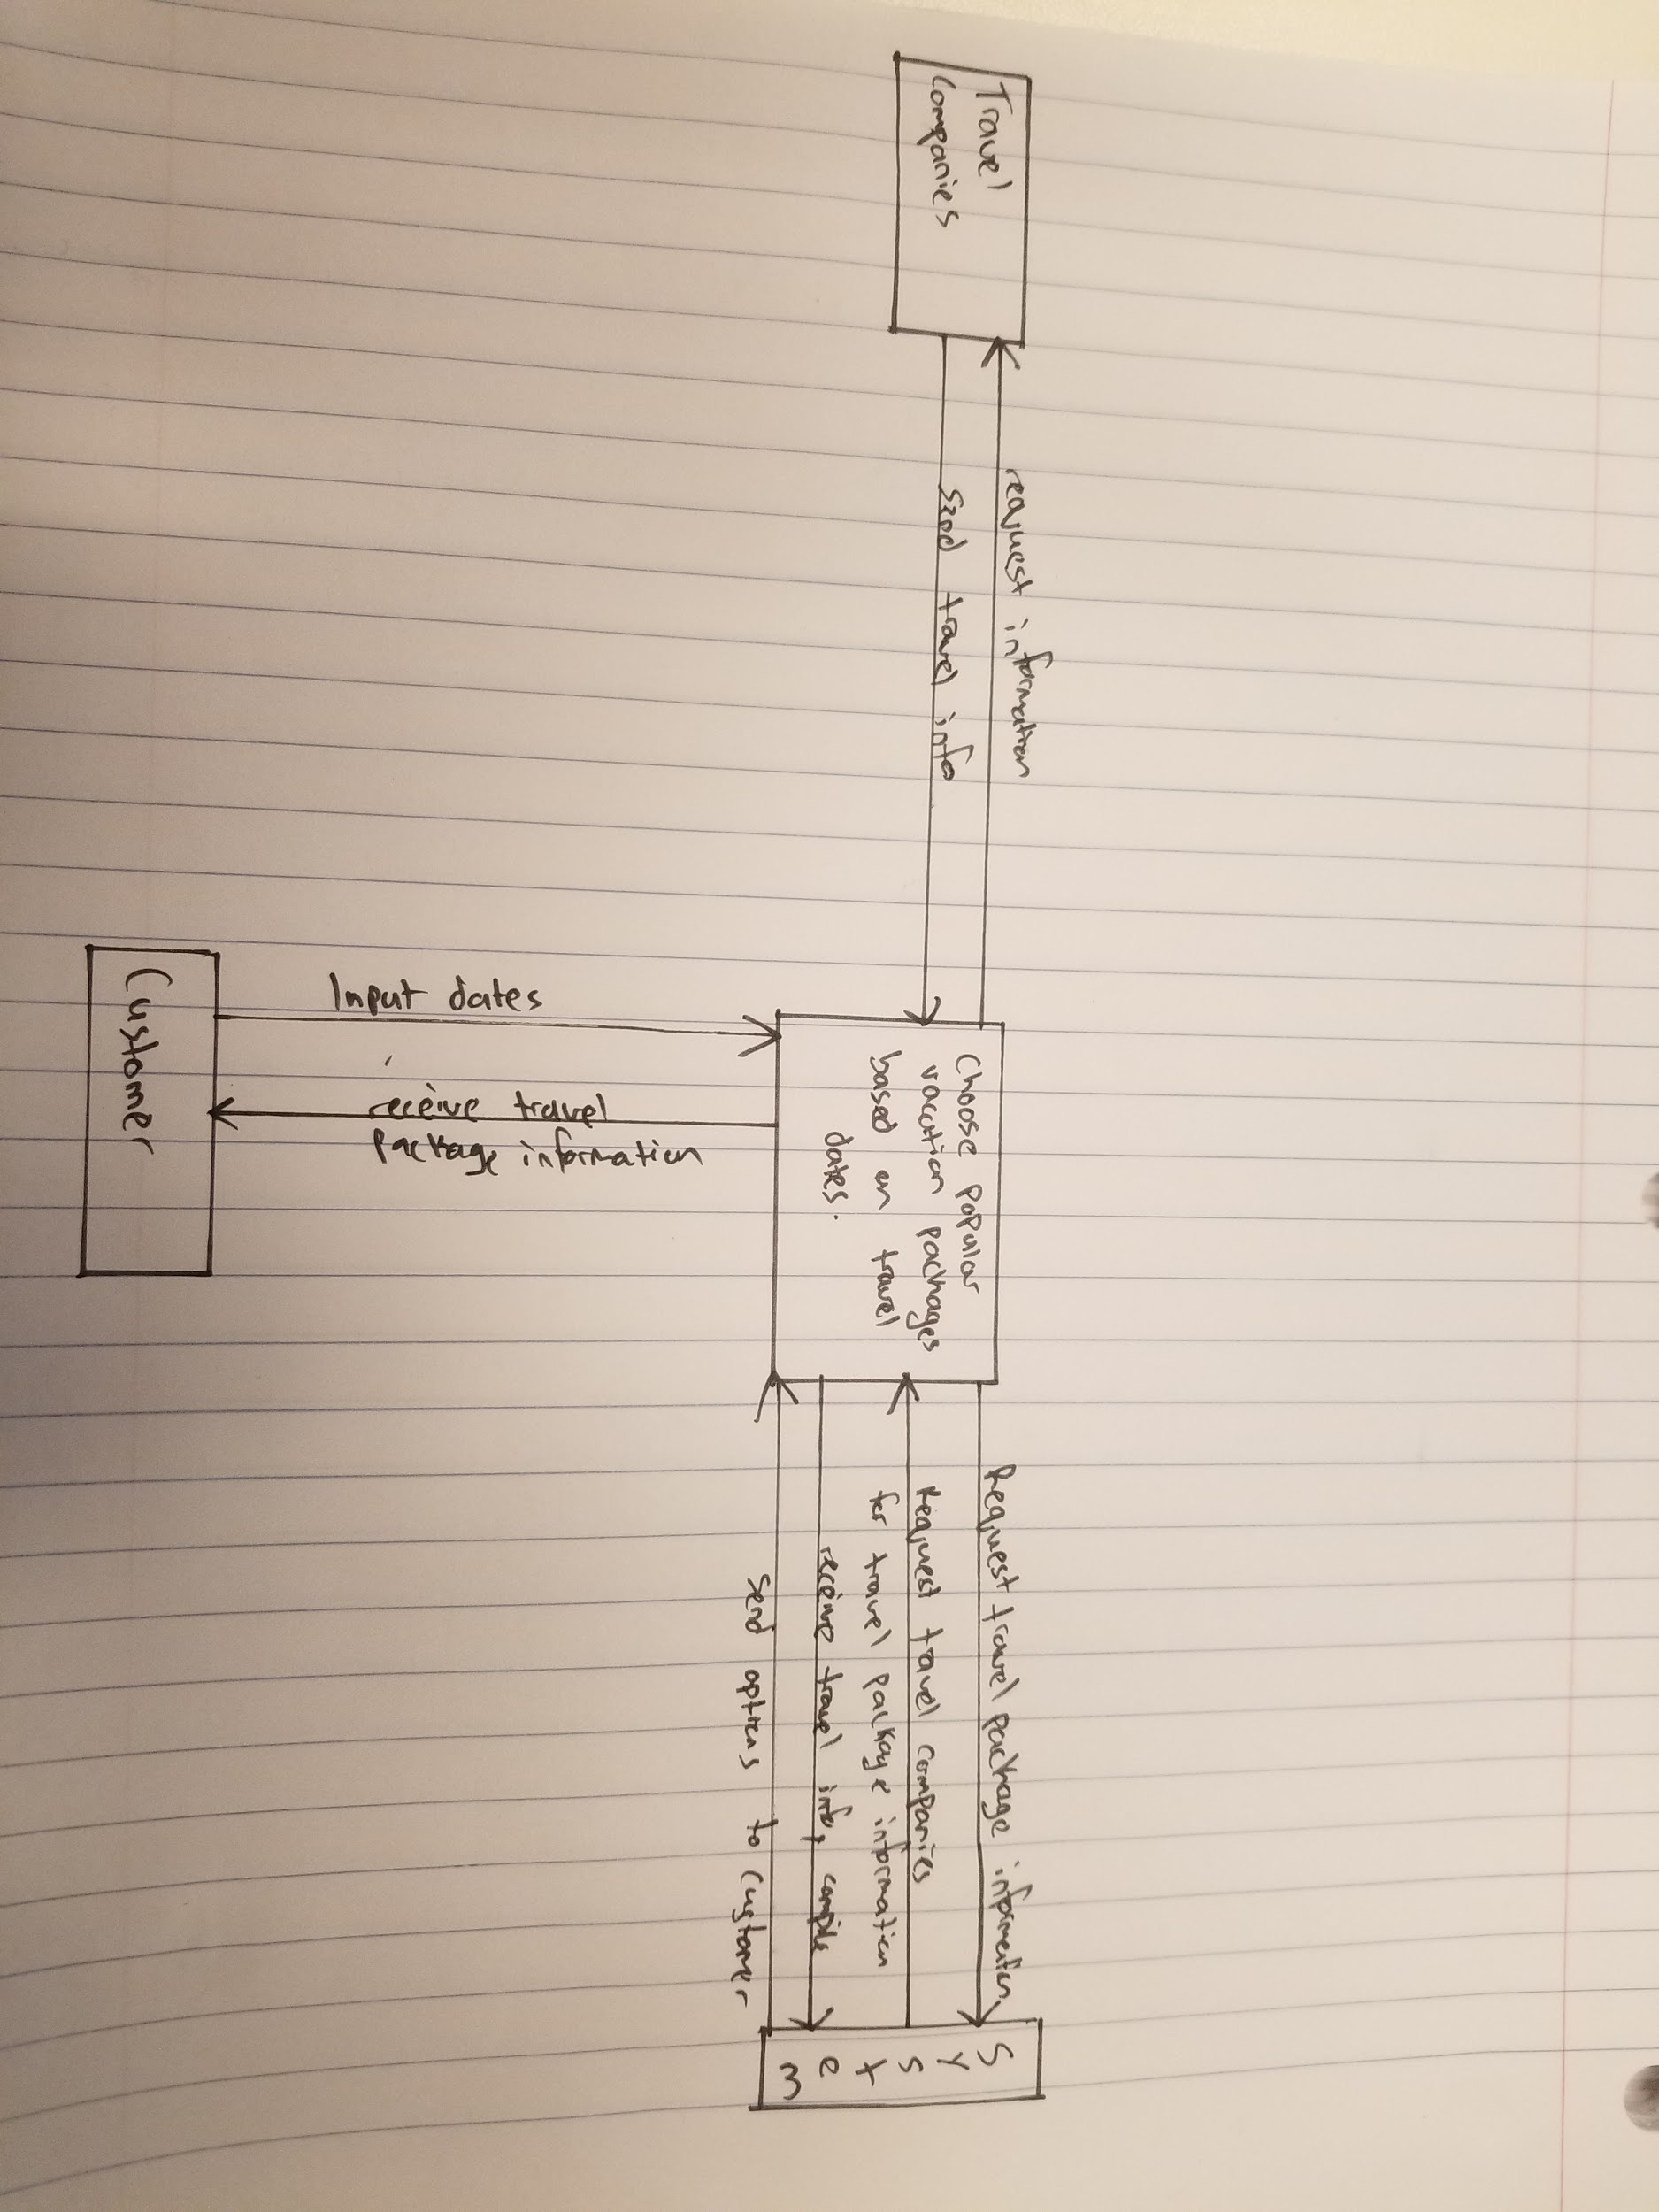 Travel
Companies
request information
send travel info
Choose popular
vacation packages
based on travel
dates.
Request travel package information
Request travel companies
for travel package information
receive travel info, compile
send options to customer
System
Input dates
receive travel
package information
Customer